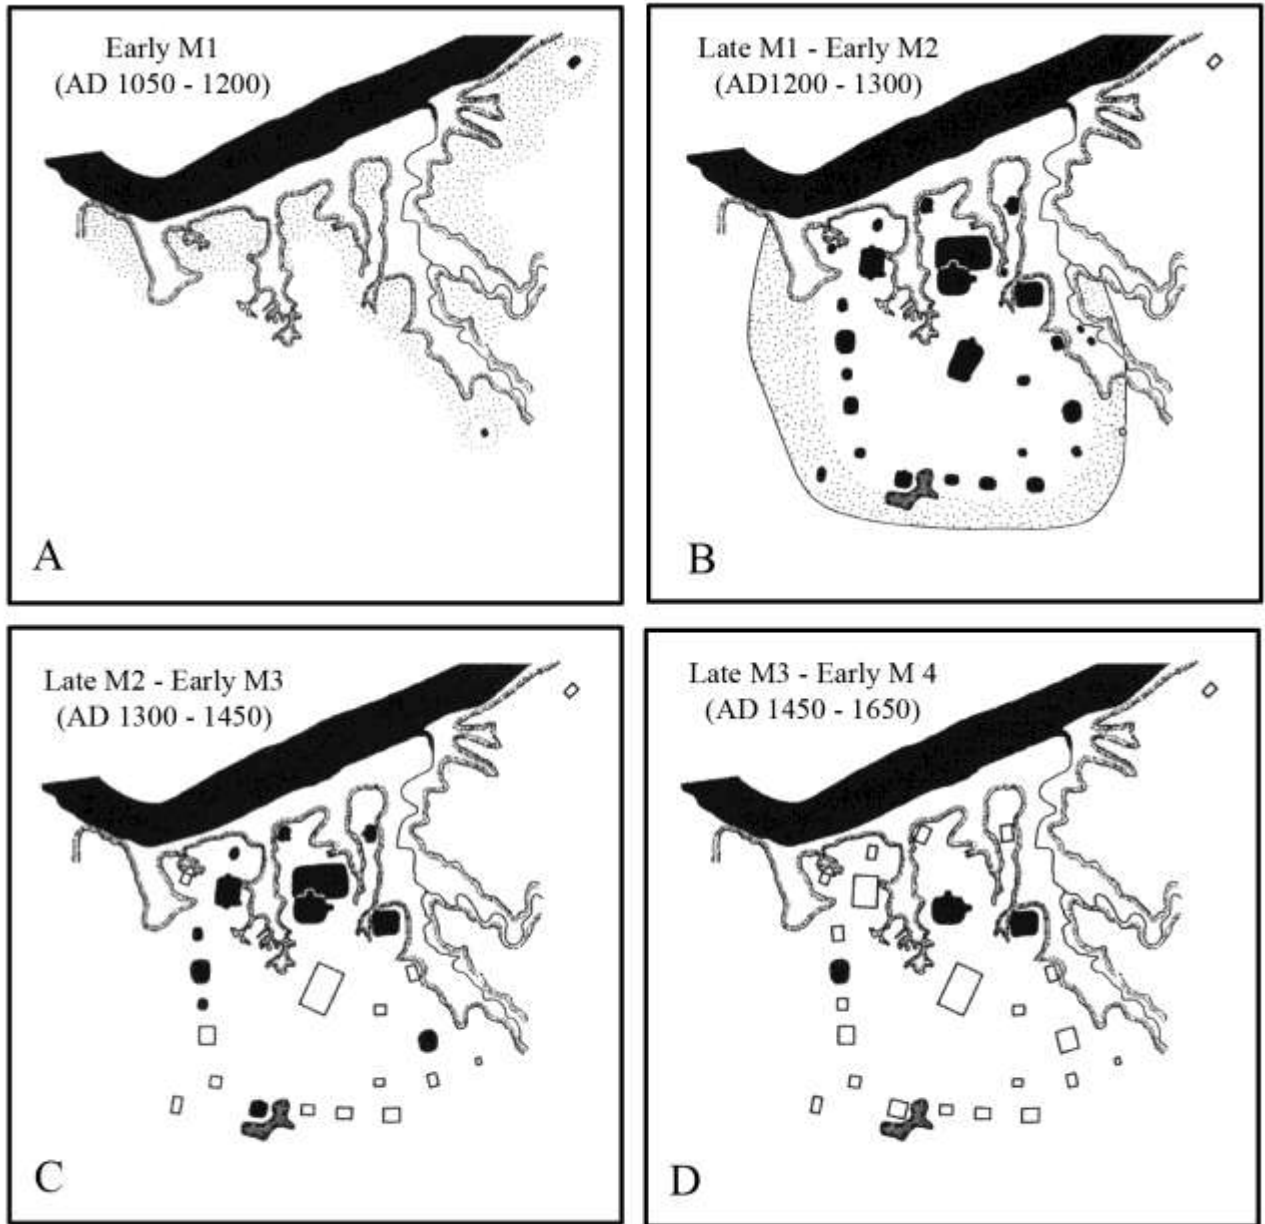 Early M1
(AD 1050 - 1200)
A
Late M1 - Early M2
(AD1200 - 1300)
B
Late M2 - Early M3
(AD 1300 - 1450)
C
Late M3 - Early M 4
(AD 1450 - 1650)
D